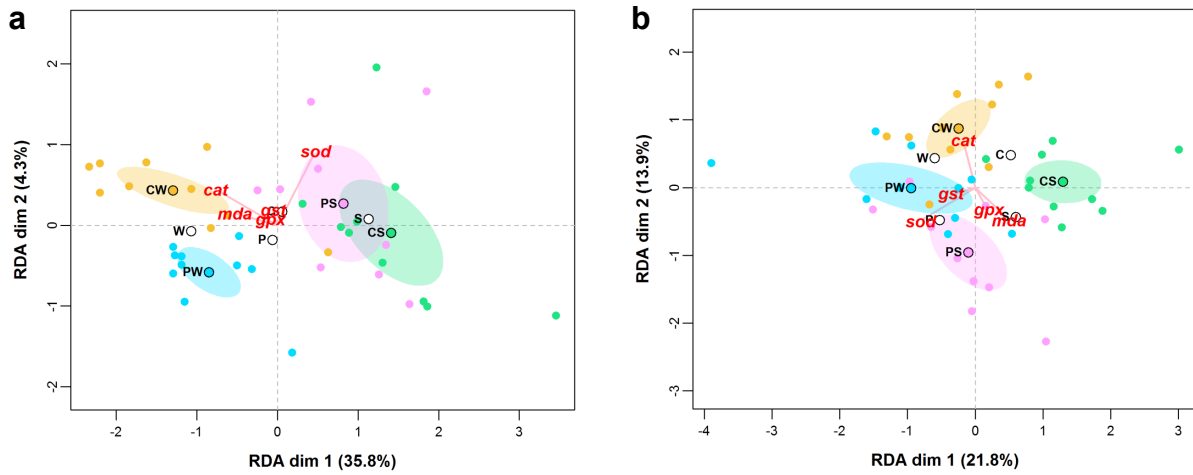 a
2
1
0
-1
-2
RDA dim 2 (4.3%)
sod
cat
CW
mda
gst
gpx
PS
S
CS
W
P
PW
-2
-1
0
1
2
3
RDA dim 1 (35.8%)
b
2
1
0
-1
-2
-3
RDA dim 2 (13.9%)
CW
cat
W
C
PW
CS
gst
gpx
S
mda
P
sod
PS
-4
-3
-2
-1
0
1
2
3
RDA dim 1 (21.8%)